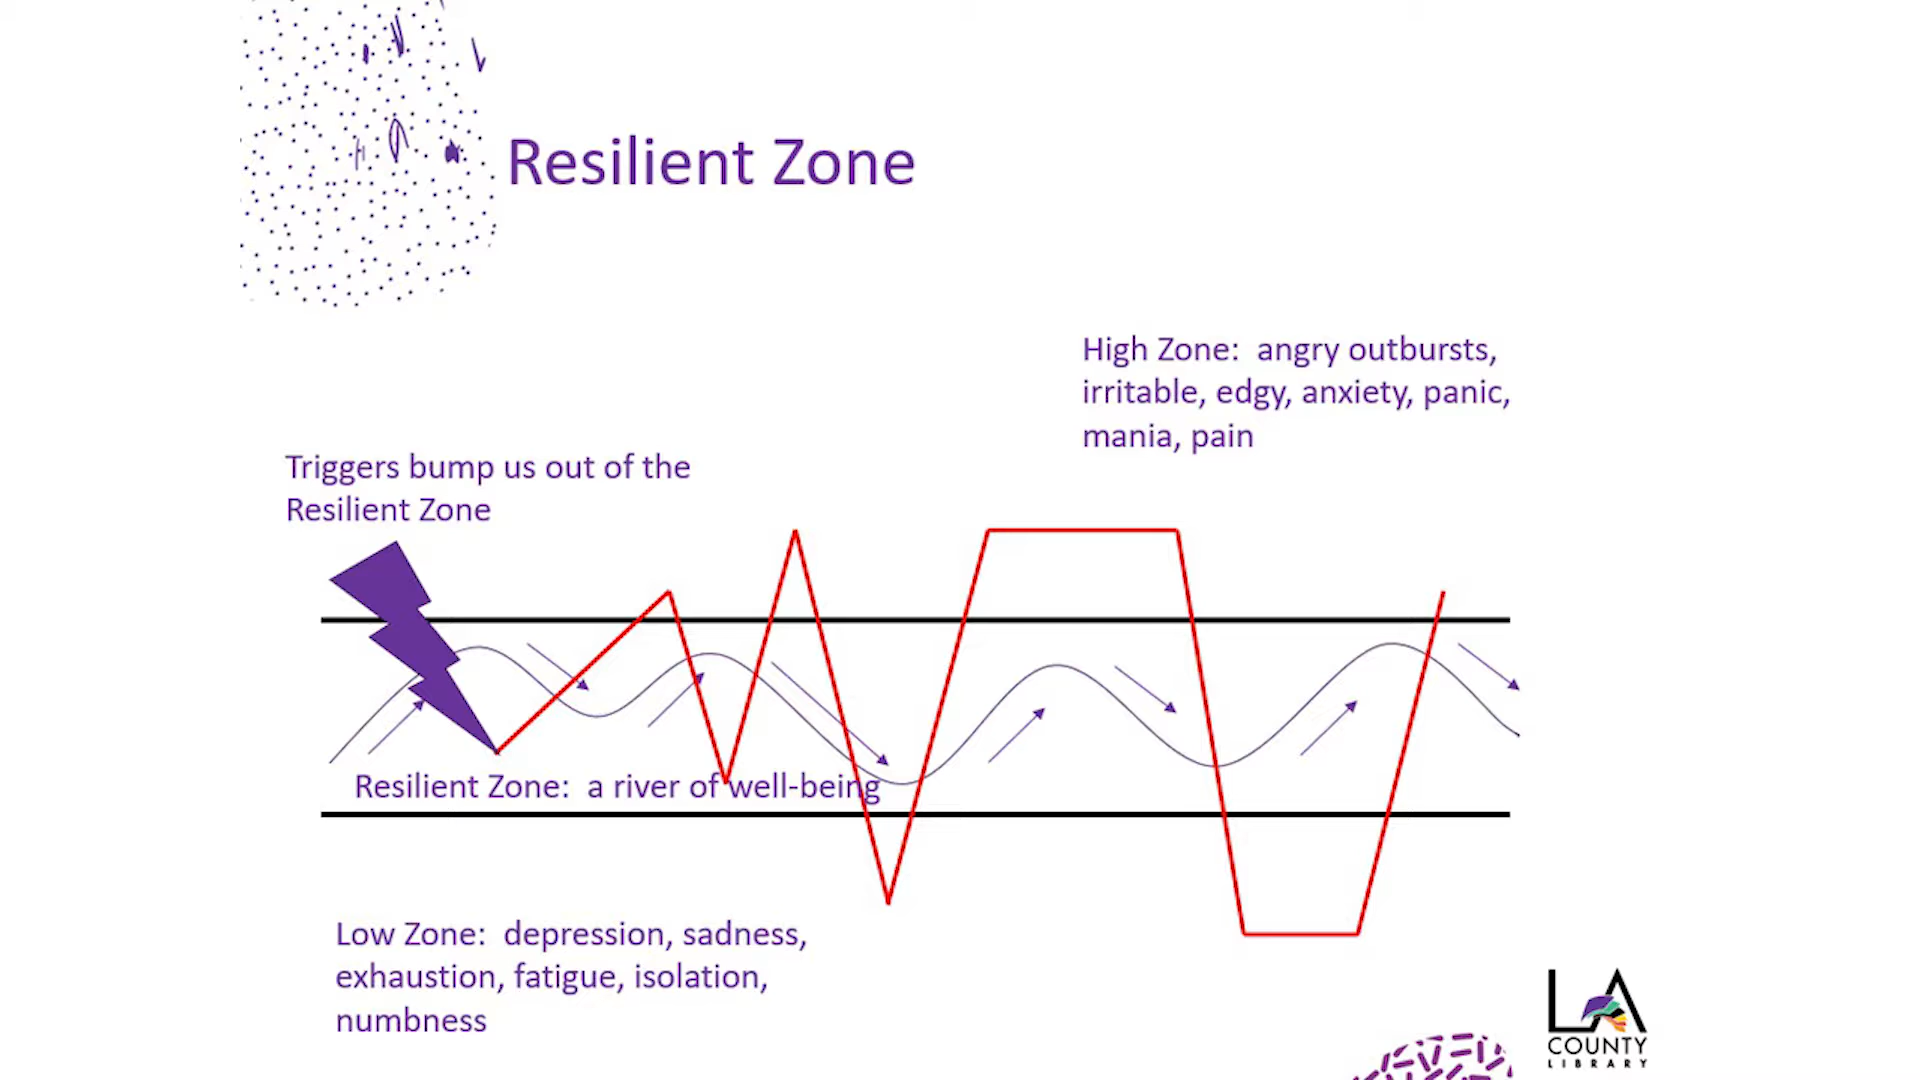 Resilient Zone
High Zone:  angry outbursts,
irritable, edgy, anxiety, panic,
mania, pain
Triggers bump us out of the
Resilient Zone
Resilient Zone:  a river of well-being
Low Zone:  depression, sadness,
exhaustion, fatigue, isolation,
numbness
LA
COUNTY
LIBRARY